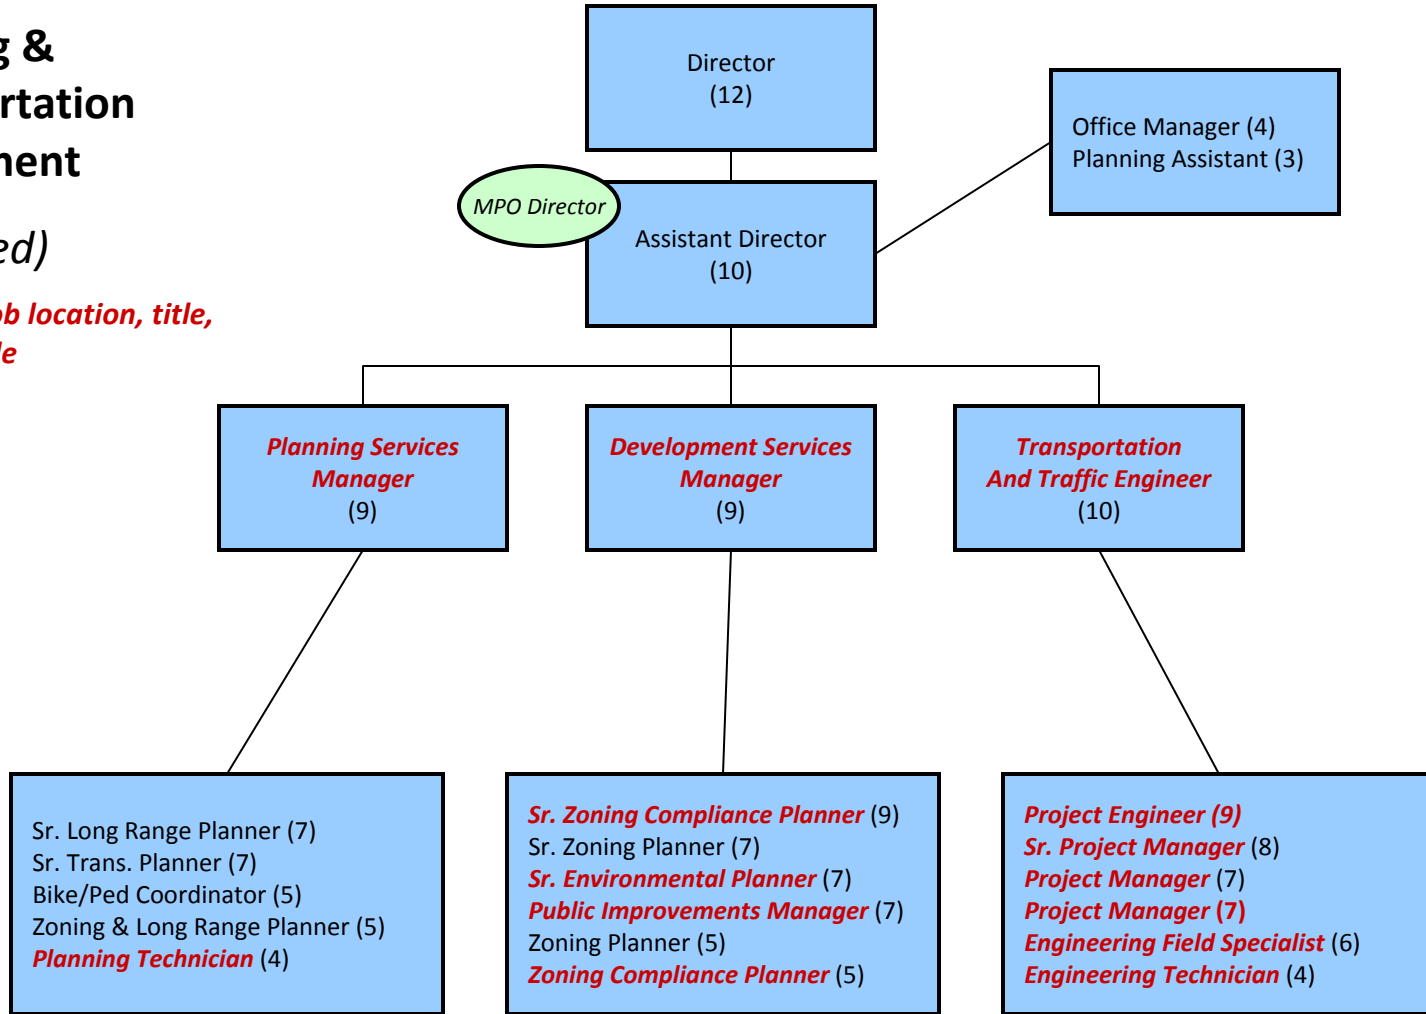 &
(12)
Director
(12)
Office Manager (4)
Planning Assistant (3)
MPO Director
Assistant Director
(10)
location, title,
Planning Services
Manager
(9)
Development Services
Manager
(9)
Transportation
And Traffic Engineer
(10)
Sr. Long Range Planner (7)
Sr. Trans. Planner (7)
Bike/Ped Coordinator (5)
Zoning & Long Range Planner (5)
Planning Technician (4)
Sr. Zoning Compliance Planner (9)
Sr. Zoning Planner (7)
Sr. Environmental Planner (7)
Public Improvements Manager (7)
Zoning Planner (5)
Zoning Compliance Planner (5)
Project Engineer (9)
Sr. Project Manager (8)
Project Manager (7)
Project Manager (7)
Engineering Field Specialist (6)
Engineering Technician (4)